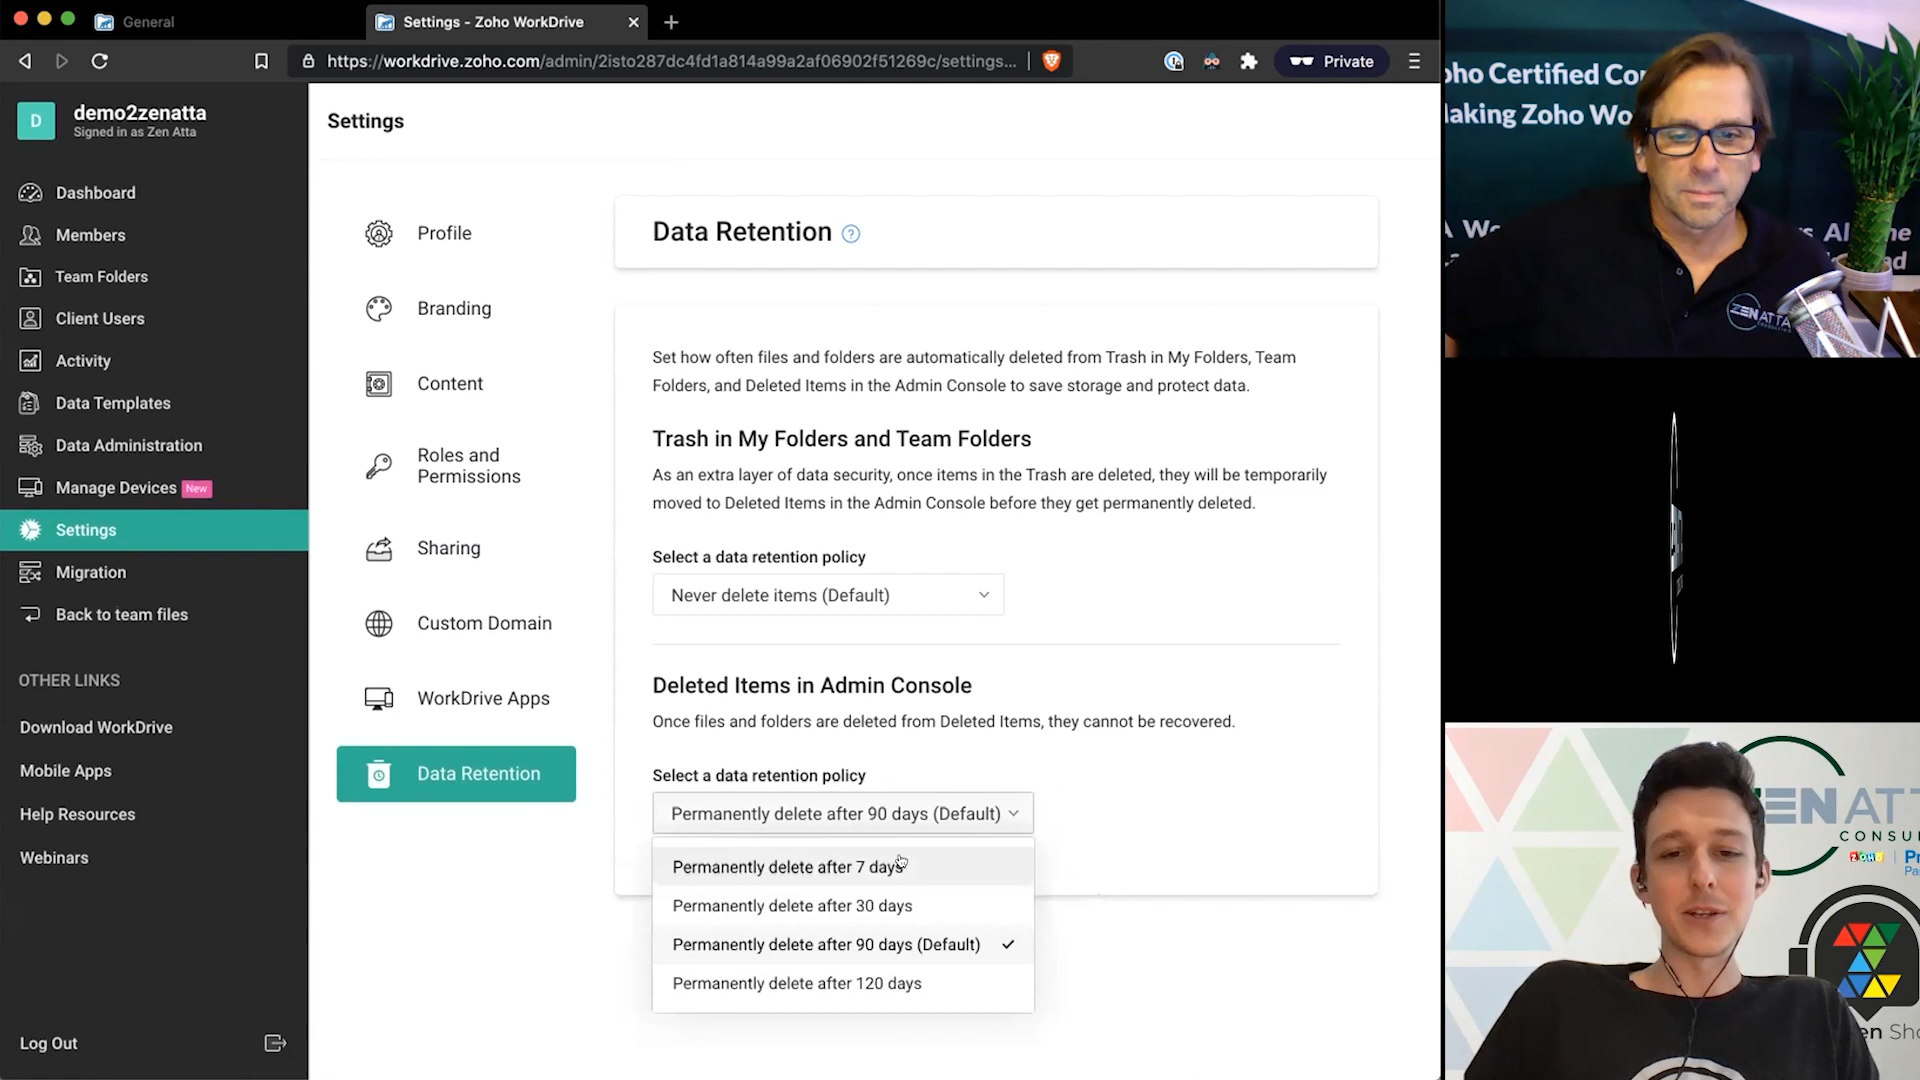 General
Settings - Zoho WorkDrive
https://workdrive.zoho.com/admin/2isto287dc4fd1a814a99a2af06902f51269c/settings...
Private
D
demo2zenatta
Signed in as Zen Atta
Dashboard
Members
Team Folders
Client Users
Activity
Data Templates
Data Administration
Manage Devices New
Settings
Migration
Back to team files
OTHER LINKS
Download WorkDrive
Mobile Apps
Help Resources
Webinars
Log Out
Settings
Profile
Branding
Content
Roles and
Permissions
Sharing
Custom Domain
WorkDrive Apps
Data Retention
Data Retention ?
Set how often files and folders are automatically deleted from Trash in My Folders, Team
Folders, and Deleted Items in the Admin Console to save storage and protect data.
Trash in My Folders and Team Folders
As an extra layer of data security, once items in the Trash are deleted, they will be temporarily
moved to Deleted Items in the Admin Console before they get permanently deleted.
Select a data retention policy
Never delete items (Default)
Deleted Items in Admin Console
Once files and folders are deleted from Deleted Items, they cannot be recovered.
Select a data retention policy
Permanently delete after 90 days (Default)
Permanently delete after 7 days
Permanently delete after 30 days
Permanently delete after 90 days (Default)
Permanently delete after 120 days
oho Certified Co
aking Zoho Wo
ZENATTA
ZEN ATT
CONSU
ZOHO
en Sho